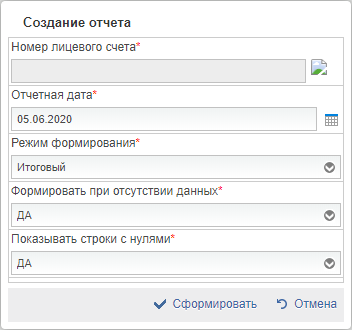 Создание отчета
Номер лицевого счета*
Отчетная дата*
05.06.2020
Режим формирования*
Итоговый
Формировать при отсутствии данных*
ДА
Показывать строки с нулями*
ДА
Сформировать Отмена